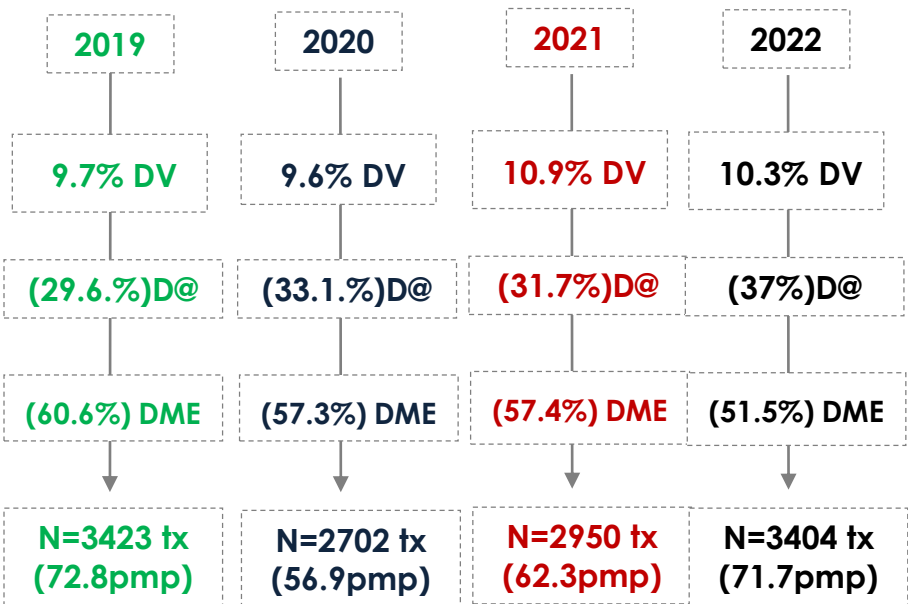 2019
9.7% DV
(29.6.%)D@
(60.6%) DME
N=3423 tx
(72.8pmp)
2020
9.6% DV
(33.1.%)D@
(57.3%) DME
N=2702 tx
(56.9pmp)
2021
10.9% DV
(31.7%)D@
(57.4%) DME
N=2950 tx
(62.3pmp)
2022
10.3% DV
(37%)D@
(51.5%) DME
N=3404 tx
(71.7pmp)